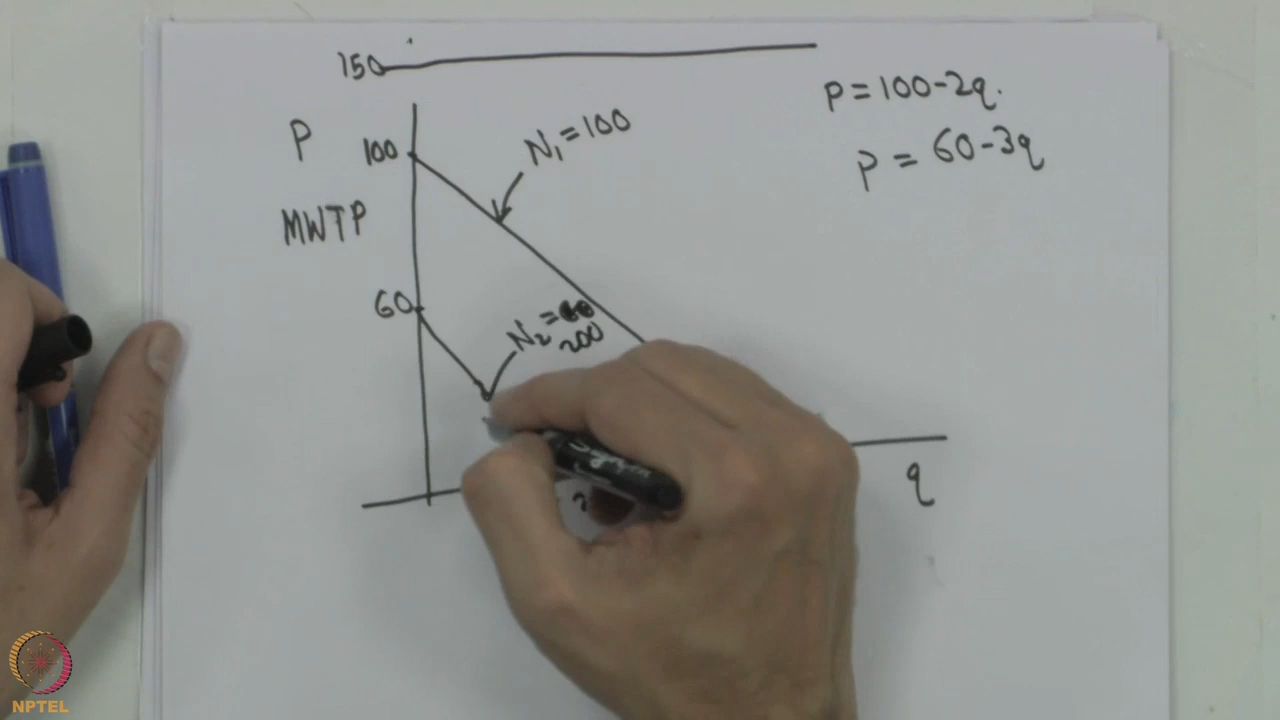 150
P = 100-2q.
P
100
N₁ = 100
P = 60-3q
MWTP
60
N₂ =
200
q
NPTEL